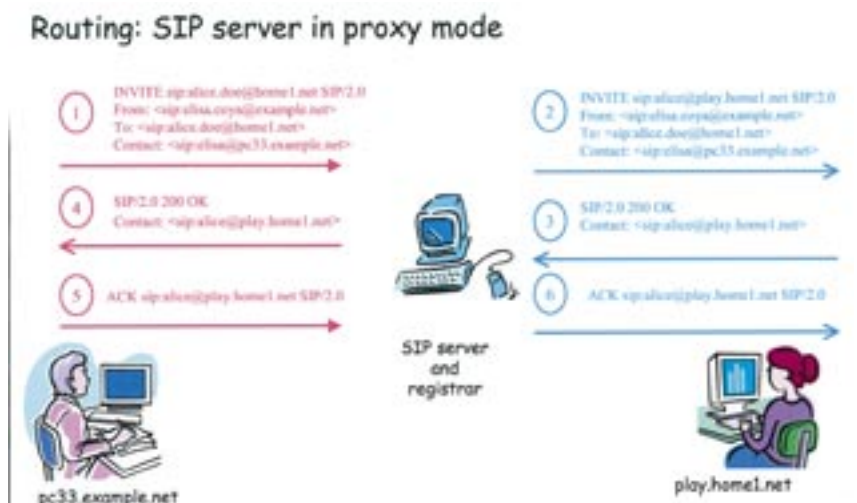 Routing: SIP server in proxy mode
1
INVITE sip:alice.doe@home1.net SIP/2.0
From: <sip:elisa.coya@example.net>
To: <sip:alice.doe@home1.net>
Contact: <sip:elisa@pc33.example.net>
2
INVITE sip:alice@play.home1.net SIP/2.0
From: <sip:elisa.coya@example.net>
To: <sip:alice.doe@home1.net>
Contact: <sip:elisa@pc33.example.net>
4
SIP/2.0 200 OK
Contact: <sip:alice@play.home1.net>
3
SIP/2.0 200 OK
Contact: <sip:alice@play.home1.net>
5
ACK sip:alice@play.home1.net SIP/2.0
6
ACK sip:alice@play.home1.net SIP/2.0
SIP server
and
registrar
pc33.example.net
play.home1.net